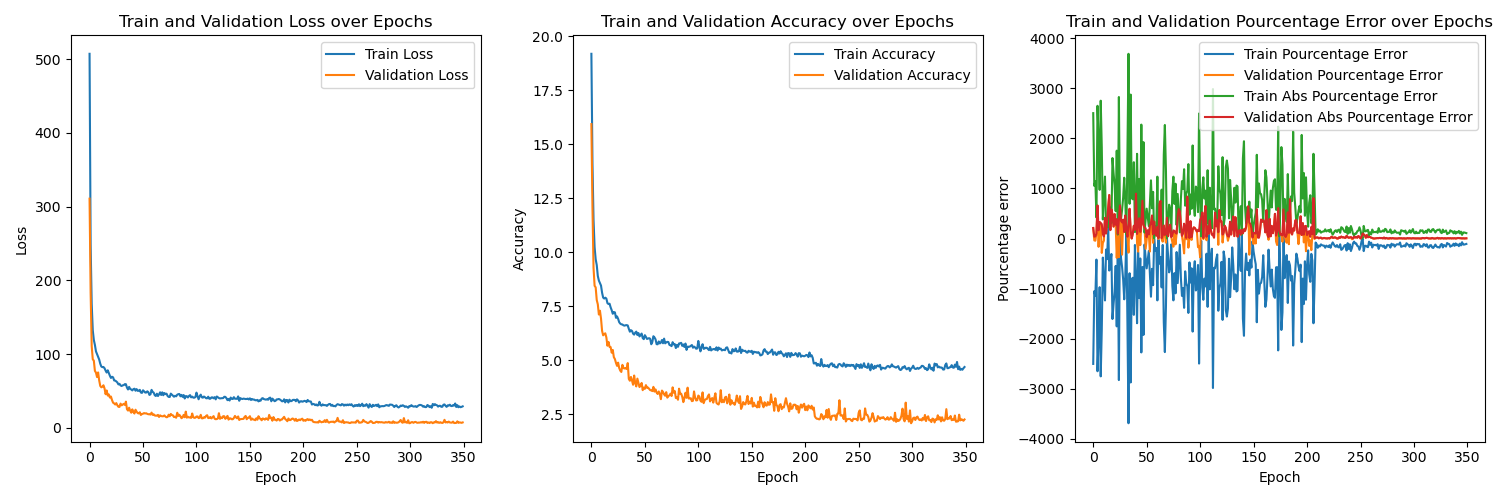 Train and Validation Loss over Epochs
Train Loss
Validation Loss
Loss
500
400
300
200
100
0
0 50 100 150 200 250 300 350
Epoch
Train and Validation Accuracy over Epochs
Train Accuracy
Validation Accuracy
Accuracy
20.0
17.5
15.0
12.5
10.0
7.5
5.0
2.5
0 50 100 150 200 250 300 350
Epoch
Train and Validation Pourcentage Error over Epochs
Train Pourcentage Error
Validation Pourcentage Error
Train Abs Pourcentage Error
Validation Abs Pourcentage Error
Pourcentage error
4000
3000
2000
1000
0
−1000
−2000
−3000
−4000
0 50 100 150 200 250 300 350
Epoch